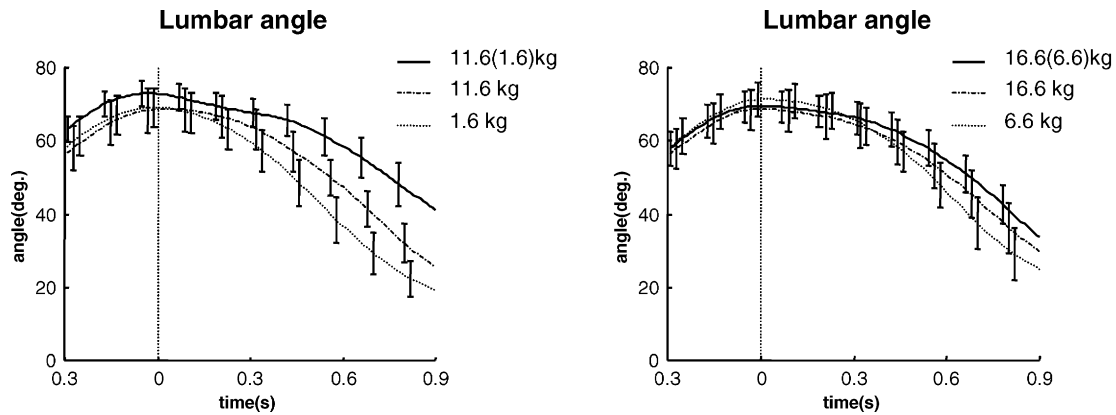 Lumbar angle
11.6(1.6)kg
11.6 kg
1.6 kg
80
60
40
20
0
angle(deg.)
0.3 0 0.3 0.6 0.9
time(s)
Lumbar angle
16.6(6.6)kg
16.6 kg
6.6 kg
80
60
40
20
0
angle(deg.)
0.3 0 0.3 0.6 0.9
time(s)